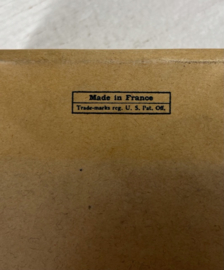 Made in France
Trade-marks reg. U. S. Pat. Off.